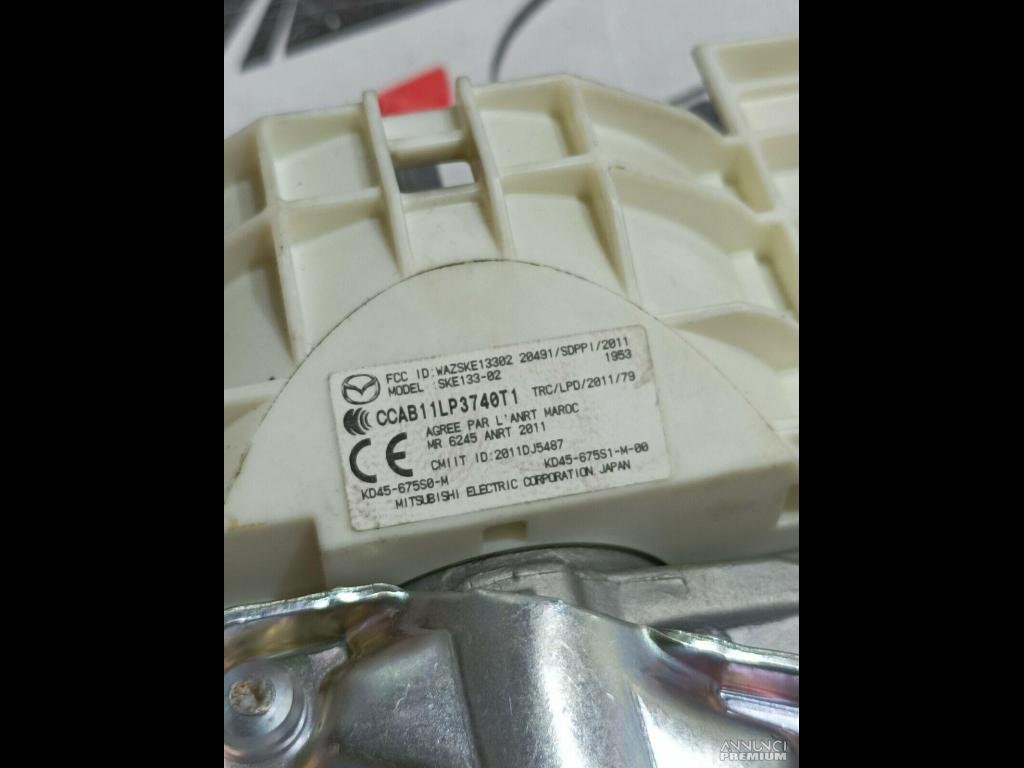 FCC ID:WAZSKE13302 20491/SDPPI/2011
MODEL :SKE133-02 1953
CCAB11LP3740T1 TRC/LPD/2011/79
AGREE PAR L'ANRT MAROC
MR 6245 ANRT 2011
CE CMIIT ID:2011DJ5487
KD45-675S0-M KD45-675S1-M-00
MITSUBISHI ELECTRIC CORPORATION, JAPAN
ANNUNCI
PREMIUM